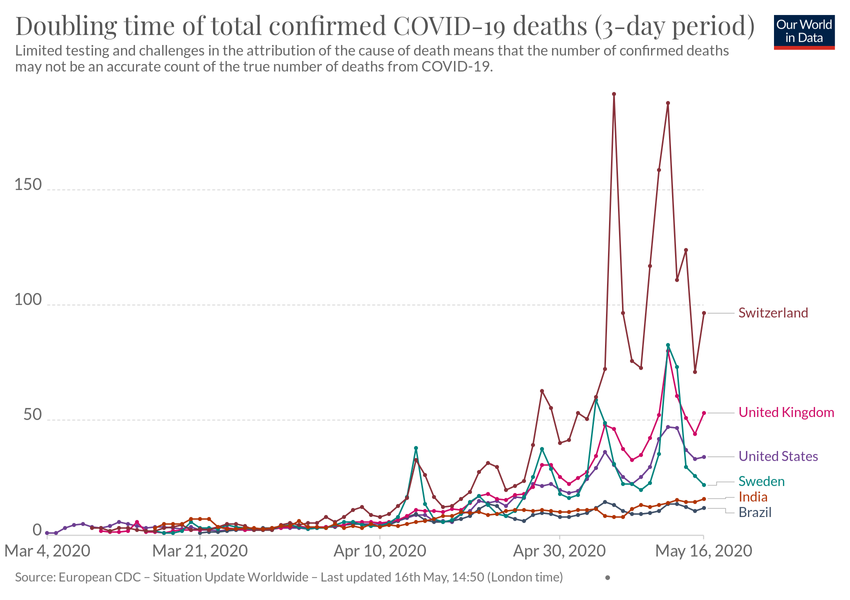 Doubling time of total confirmed COVID-19 deaths (3-day period)
Our World
in Data
Limited testing and challenges in the attribution of the cause of death means that the number of confirmed deaths
may not be an accurate count of the true number of deaths from COVID-19.
150
100
50
0
Switzerland
United Kingdom
United States
Sweden
India
Brazil
Mar 4, 2020
Mar 21, 2020
Apr 10, 2020
Apr 30, 2020
May 16, 2020
Source: European CDC – Situation Update Worldwide – Last updated 16th May, 14:50 (London time)